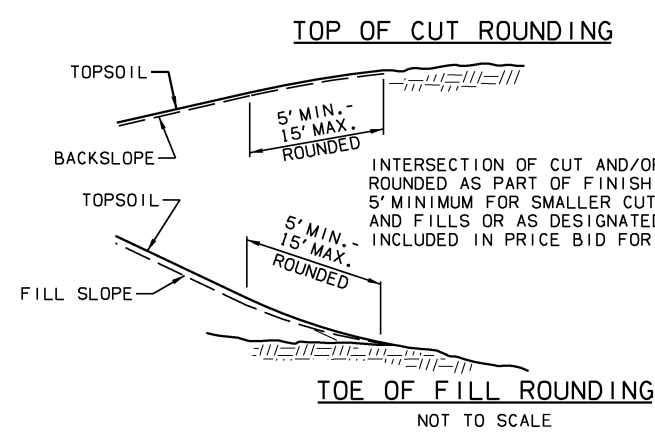 TOP OF CUT ROUNDING
TOPSOIL
5' MIN.-
15' MAX.
ROUNDED
BACKSLOPE
INTERSECTION OF CUT AND/OR
ROUNDED AS PART OF FINISH
5' MINIMUM FOR SMALLER CUT
AND FILLS OR AS DESIGNATED
INCLUDED IN PRICE BID FOR
TOPSOIL
5' MIN.-
15' MAX.
ROUNDED
FILL SLOPE
TOE OF FILL ROUNDING
NOT TO SCALE